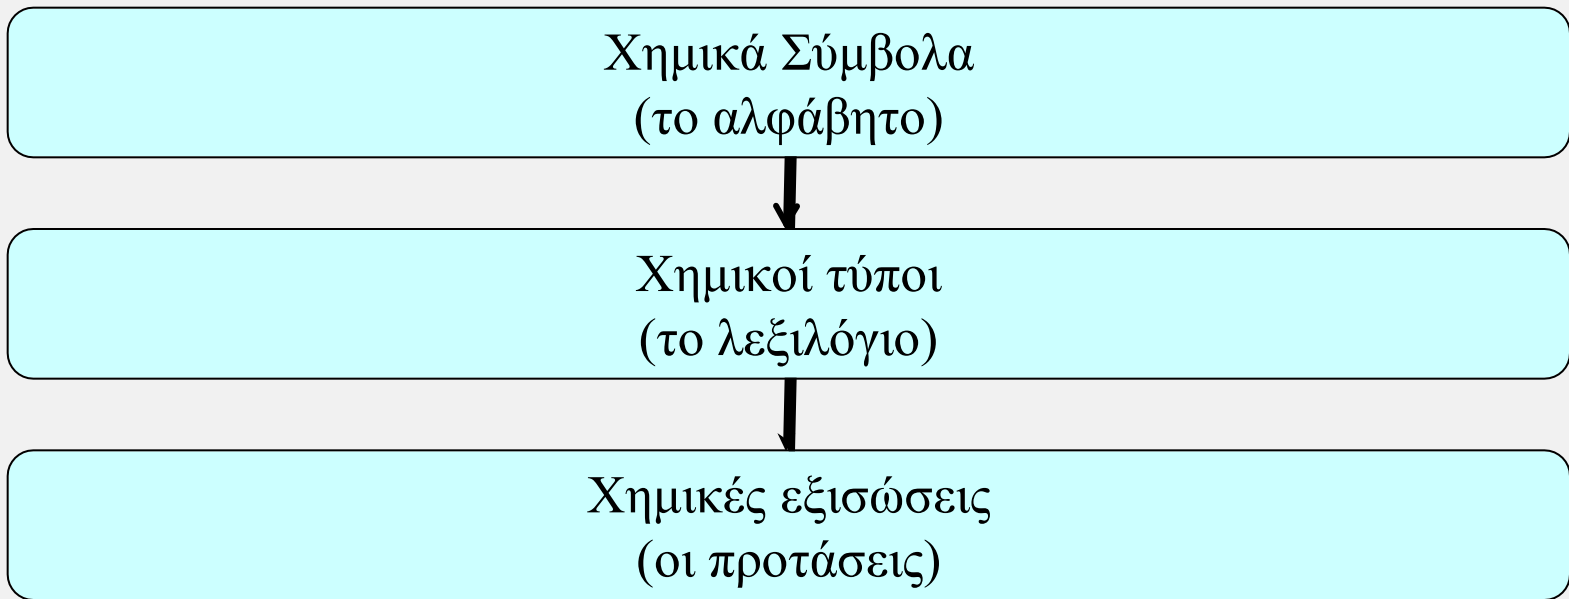 Χημικά Σύμβολα
(το αλφάβητο)
Χημικοί τύποι
(το λεξιλόγιο)
Χημικές εξισώσεις
(οι προτάσεις)